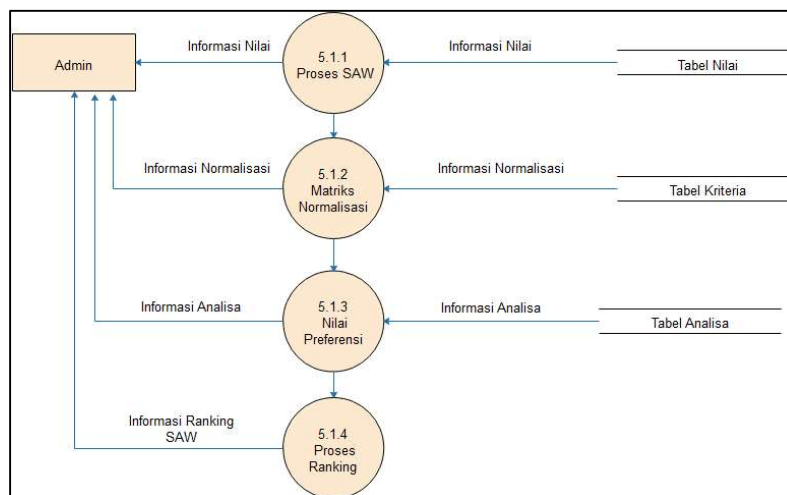 Admin
Informasi Nilai
5.1.1
Proses SAW
Informasi Nilai
Tabel Nilai
Informasi Normalisasi
5.1.2
Matriks
Normalisasi
Informasi Normalisasi
Tabel Kriteria
Informasi Analisa
5.1.3
Nilai
Preferensi
Informasi Analisa
Tabel Analisa
Informasi Ranking
SAW
5.1.4
Proses
Ranking